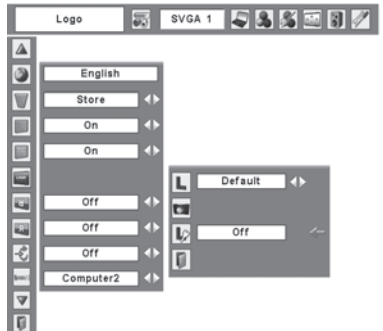 Logo
SVGA 1
English
Store
On
On
Default
Off
Off
Off
Off
Computer2